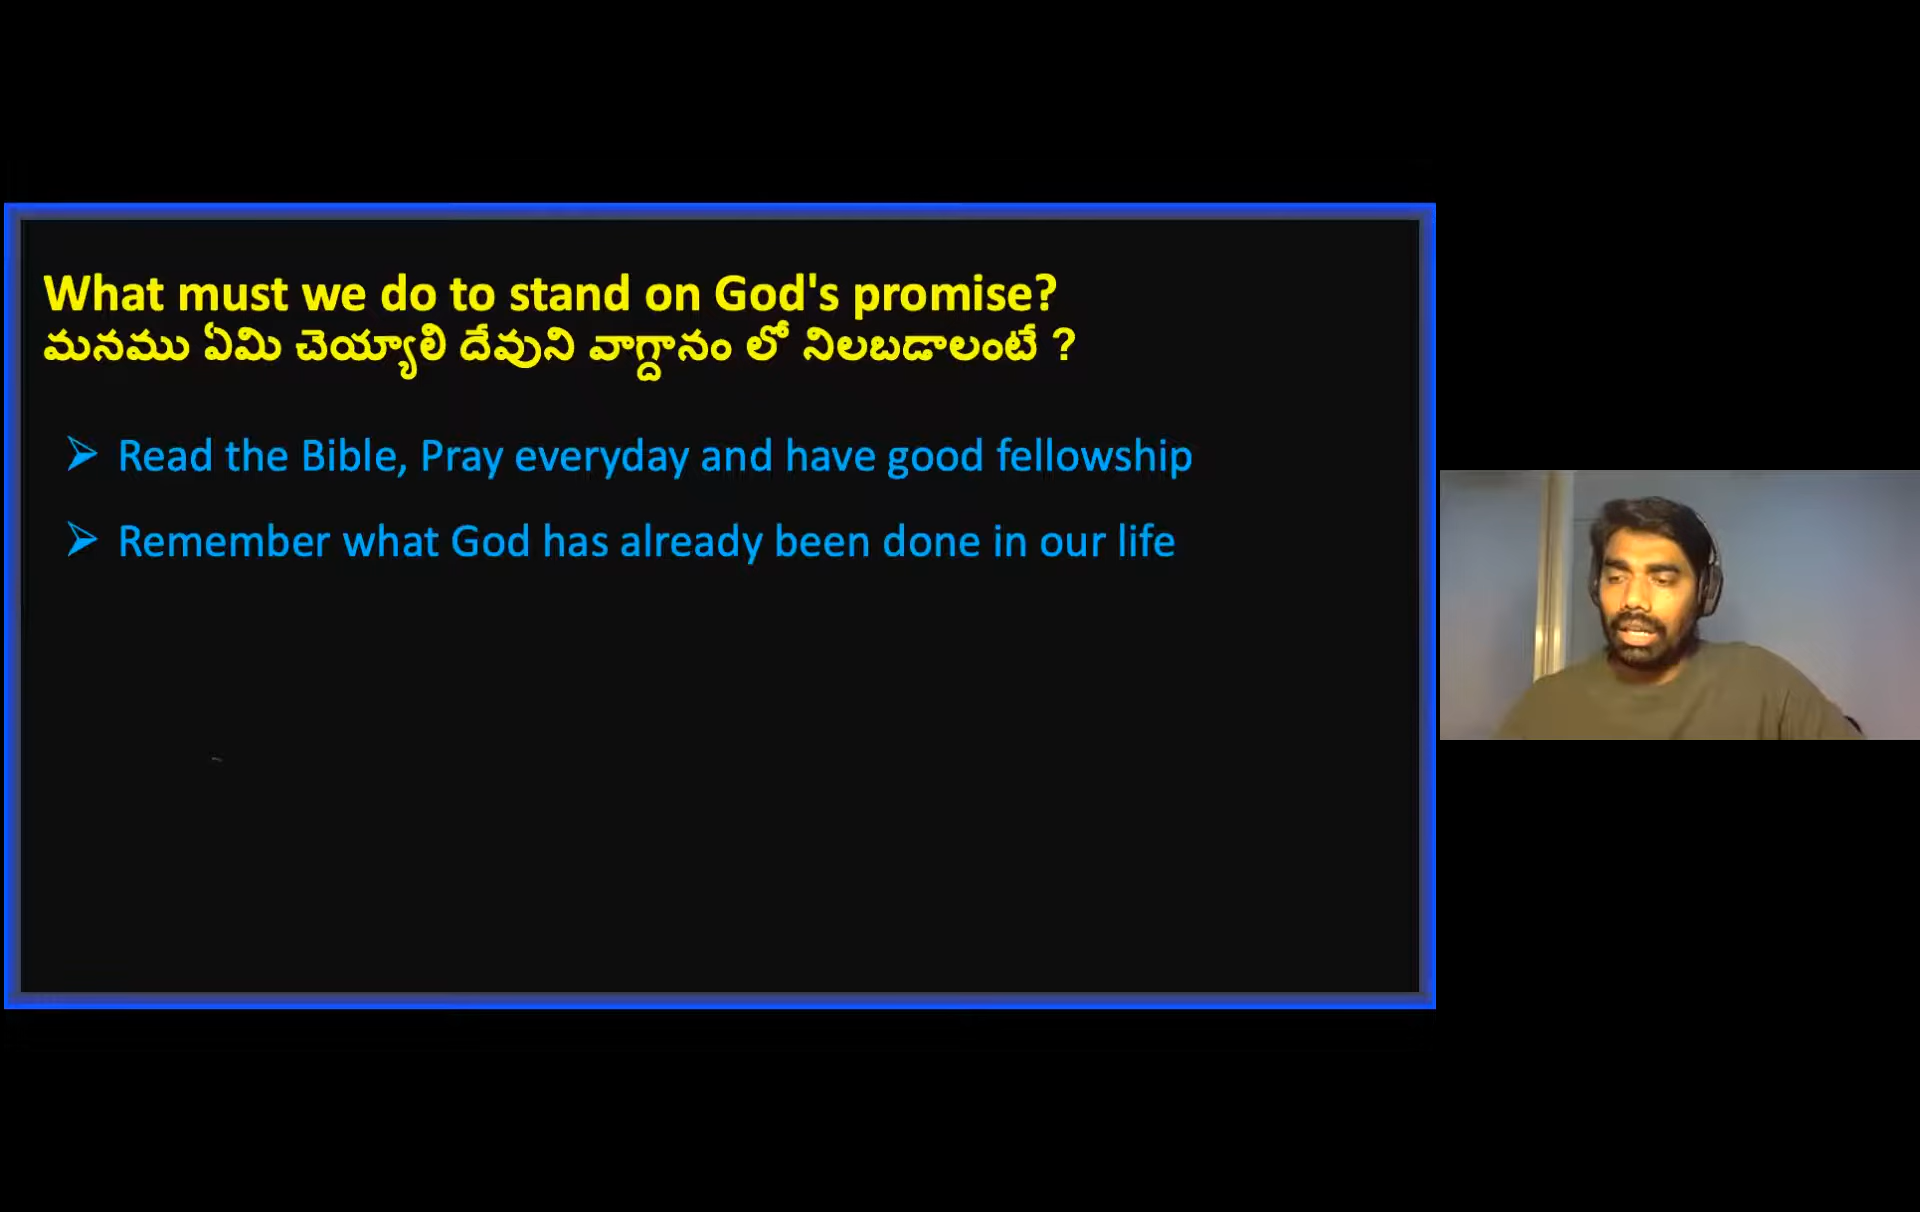 What must we do to stand on God's promise?
మనము ఏమి చెయ్యాలి దేవుని వాగ్దానం లో నిలబడాలంటే ?
➢ Read the Bible, Pray everyday and have good fellowship
➢ Remember what God has already been done in our life